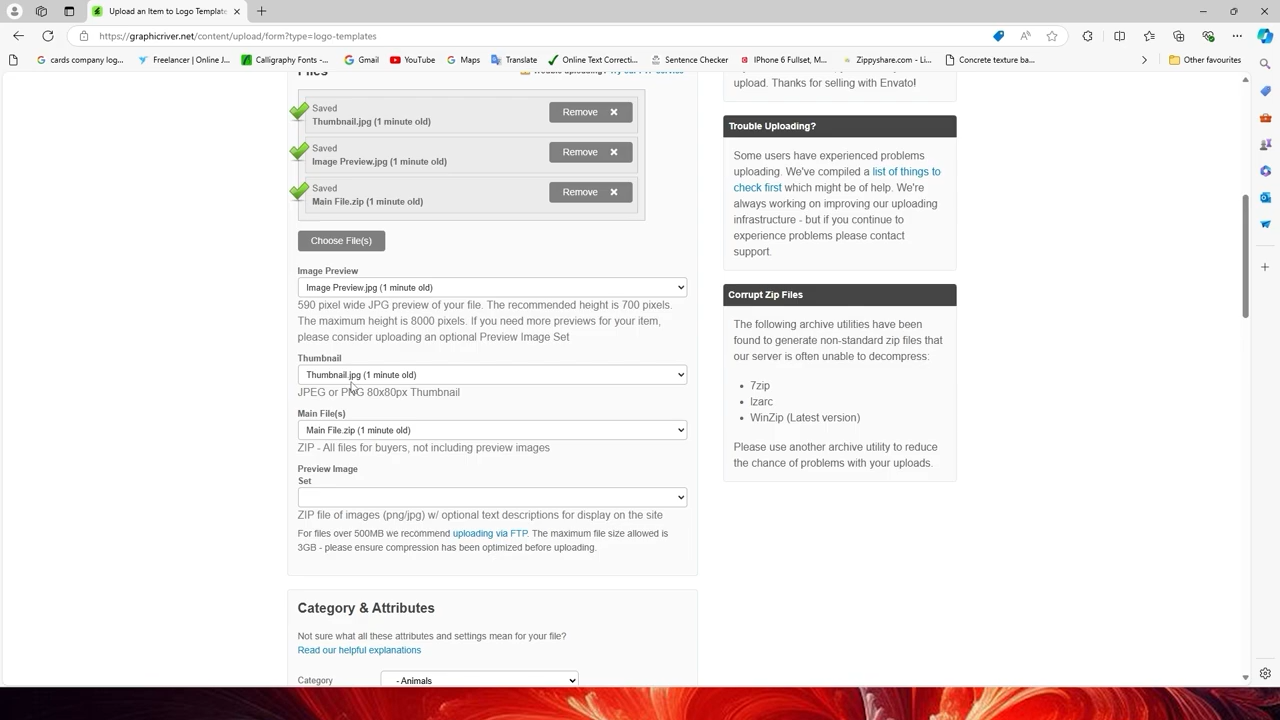 Upload an Item to Logo Template
https://graphicriver.net/content/upload/form?type=logo-templates
cards company log...
Freelancer | Online J...
Calligraphy Fonts -...
Gmail
YouTube
Maps
Translate
Online Text Correcti...
Sentence Checker
IPhone 6 Fullset, M...
Zippyshare.com - Li...
Concrete texture ba...
Other favourites
Files
Trouble Uploading? Try our FTP service
Saved
Thumbnail.jpg (1 minute old)
Remove
Saved
Image Preview.jpg (1 minute old)
Remove
Saved
Main File.zip (1 minute old)
Remove
Choose File(s)
Image Preview
Image Preview.jpg (1 minute old)
590 pixel wide JPG preview of your file. The recommended height is 700 pixels.
The maximum height is 8000 pixels. If you need more previews for your item,
please consider uploading an optional Preview Image Set
Thumbnail
Thumbnail.jpg (1 minute old)
JPEG or PNG 80x80px Thumbnail
Main File(s)
Main File.zip (1 minute old)
ZIP - All files for buyers, not including preview images
Preview Image
Set
ZIP file of images (png/jpg) w/ optional text descriptions for display on the site
For files over 500MB we recommend uploading via FTP. The maximum file size allowed is
3GB - please ensure compression has been optimized before uploading.
Category & Attributes
Not sure what all these attributes and settings mean for your file?
Read our helpful explanations
Category
- Animals
upload. Thanks for selling with Envato!
Trouble Uploading?
Some users have experienced problems
uploading. We've compiled a list of things to
check first which might be of help. We're
always working on improving our uploading
infrastructure - but if you continue to
experience problems please contact
support.
Corrupt Zip Files
The following archive utilities have been
found to generate non-standard zip files that
our server is often unable to decompress:
7zip
Izarc
WinZip (Latest version)
Please use another archive utility to reduce
the chance of problems with your uploads.